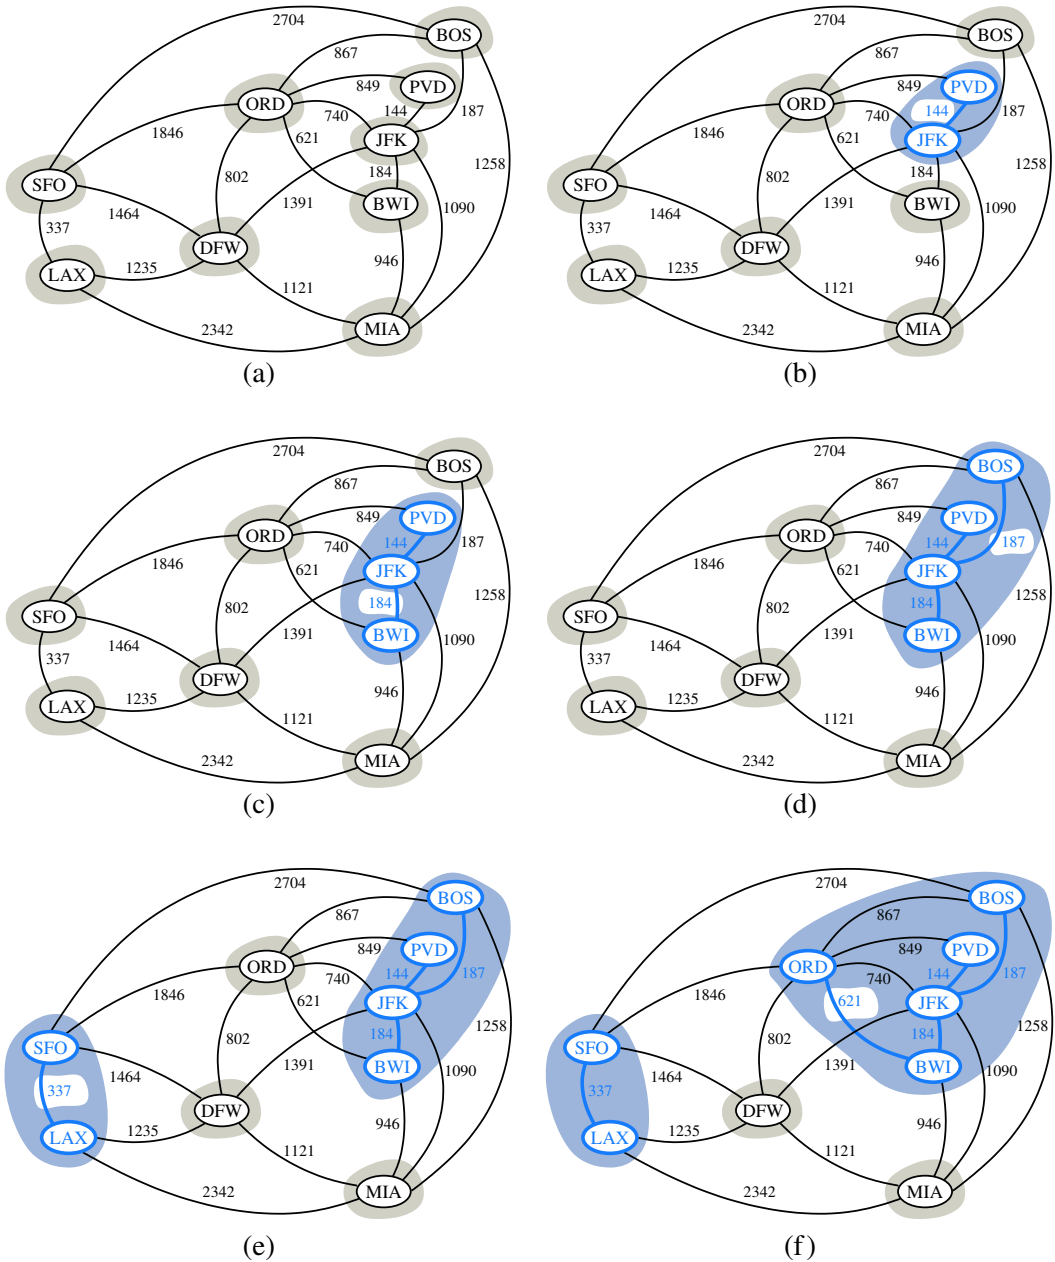 2704
BOS
867
849
PVD
ORD
144
187
740
JFK
1846
621
184
1258
802
SFO
1391
BWI
1464
1090
337
DFW
946
LAX
1235
1121
2342
MIA
(a)
2704
BOS
867
849
PVD
ORD
144
187
740
JFK
1846
621
184
1258
802
SFO
1391
BWI
1464
1090
337
DFW
946
LAX
1235
1121
2342
MIA
(b)
2704
BOS
867
849
PVD
ORD
144
187
740
JFK
1846
621
184
1258
802
SFO
1391
BWI
1464
1090
337
DFW
946
LAX
1235
1121
2342
MIA
(c)
2704
BOS
867
849
PVD
ORD
144
187
740
JFK
1846
621
184
1258
802
SFO
1391
BWI
1464
1090
337
DFW
946
LAX
1235
1121
2342
MIA
(d)
2704
BOS
867
849
PVD
ORD
144
187
740
JFK
1846
621
184
1258
802
SFO
1391
BWI
1464
1090
337
DFW
946
LAX
1235
1121
2342
MIA
(e)
2704
BOS
867
849
PVD
ORD
144
187
740
JFK
1846
621
184
1258
802
SFO
1391
BWI
1464
1090
337
DFW
946
LAX
1235
1121
2342
MIA
(f)